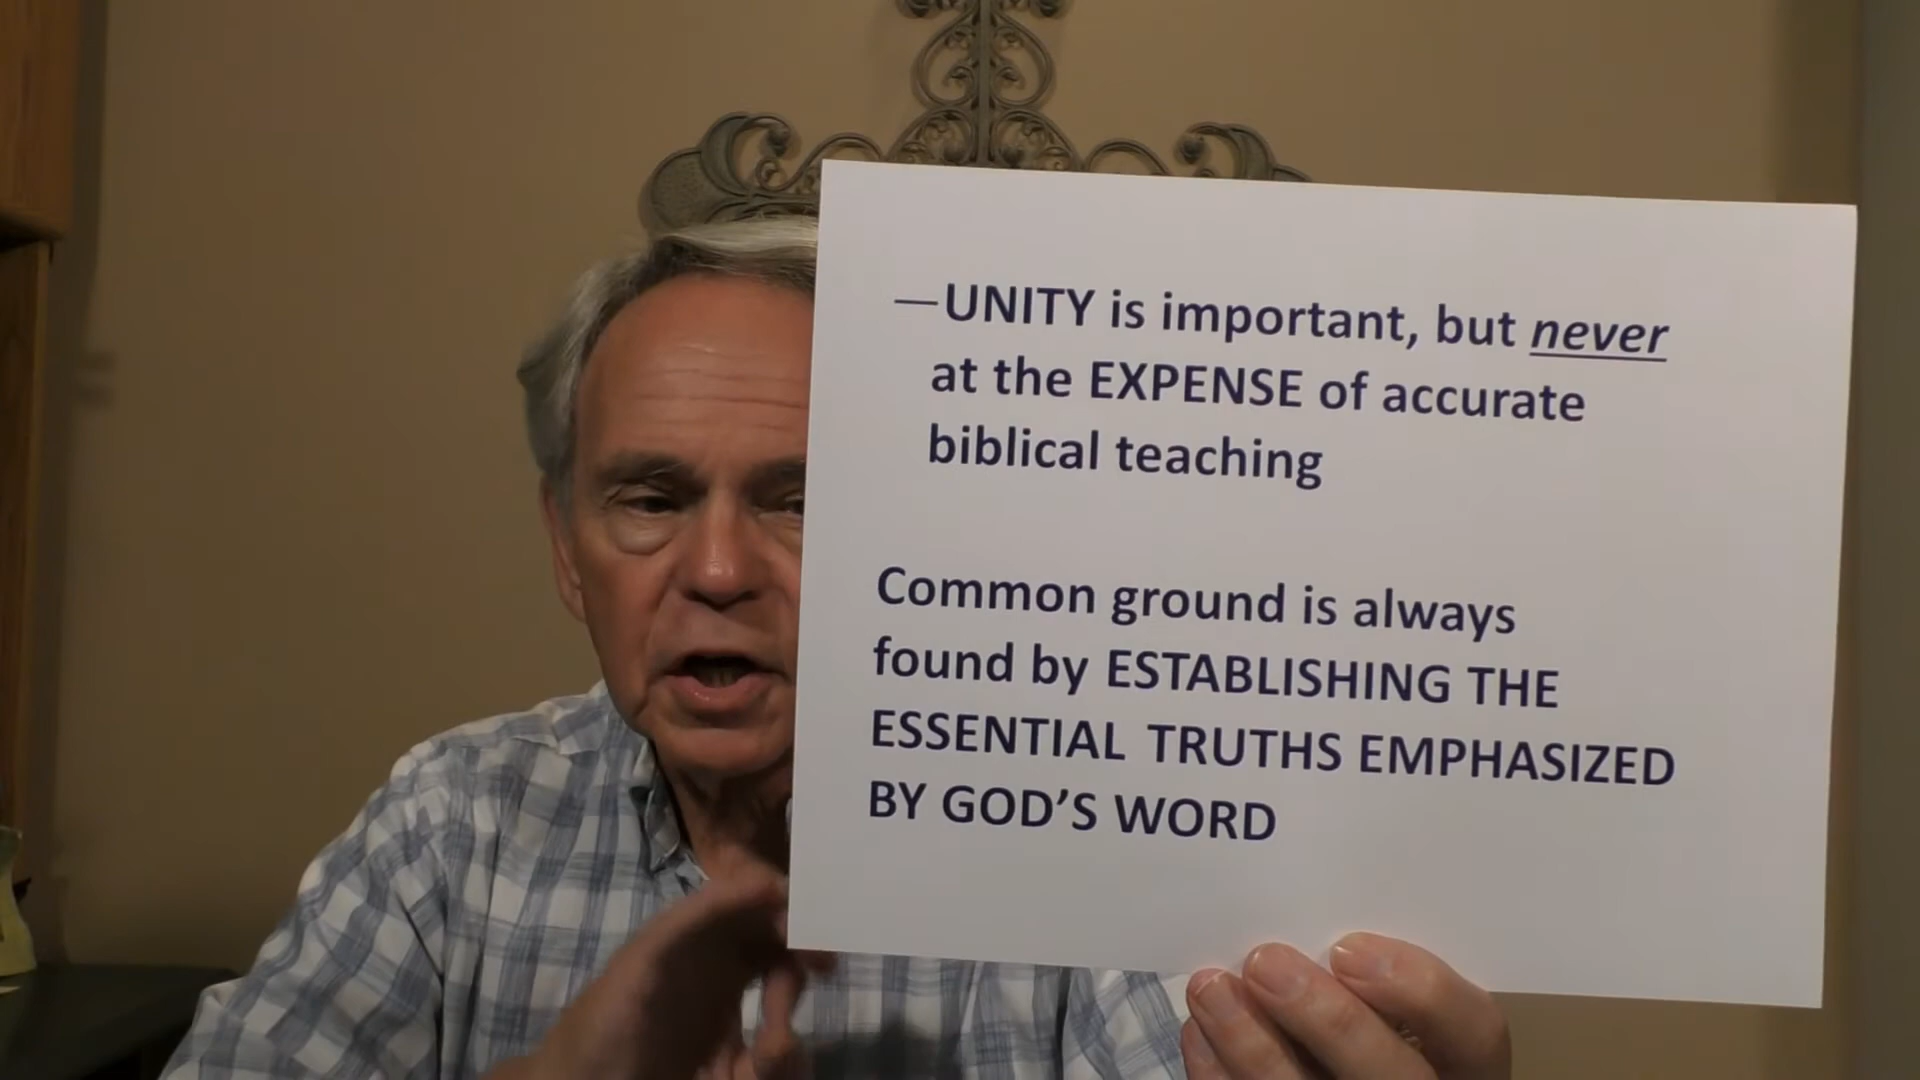 —UNITY is important, but never
at the EXPENSE of accurate
biblical teaching
Common ground is always
found by ESTABLISHING THE
ESSENTIAL TRUTHS EMPHASIZED
BY GOD’S WORD